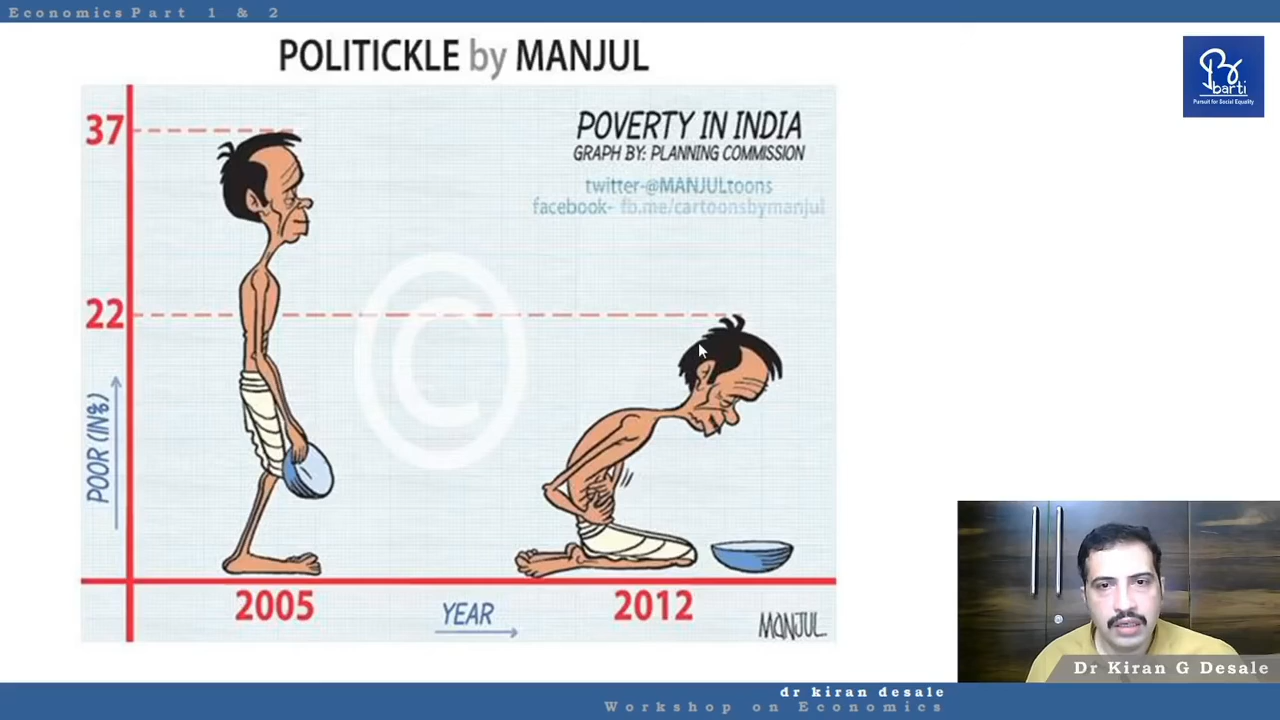 Economics Part 1 & 2
POLITICKLE by MANJUL
barti
Pursuit for Social Equality
37
POVERTY IN INDIA
GRAPH BY: PLANNING COMMISSION
twitter-@MANJULtoons
facebook- fb.me/cartoonsbymanjul
©
22
POOR (IN%)
2005
YEAR
2012
MANJUL.
Dr Kiran G Desale
dr kiran desale
Workshop on Economics